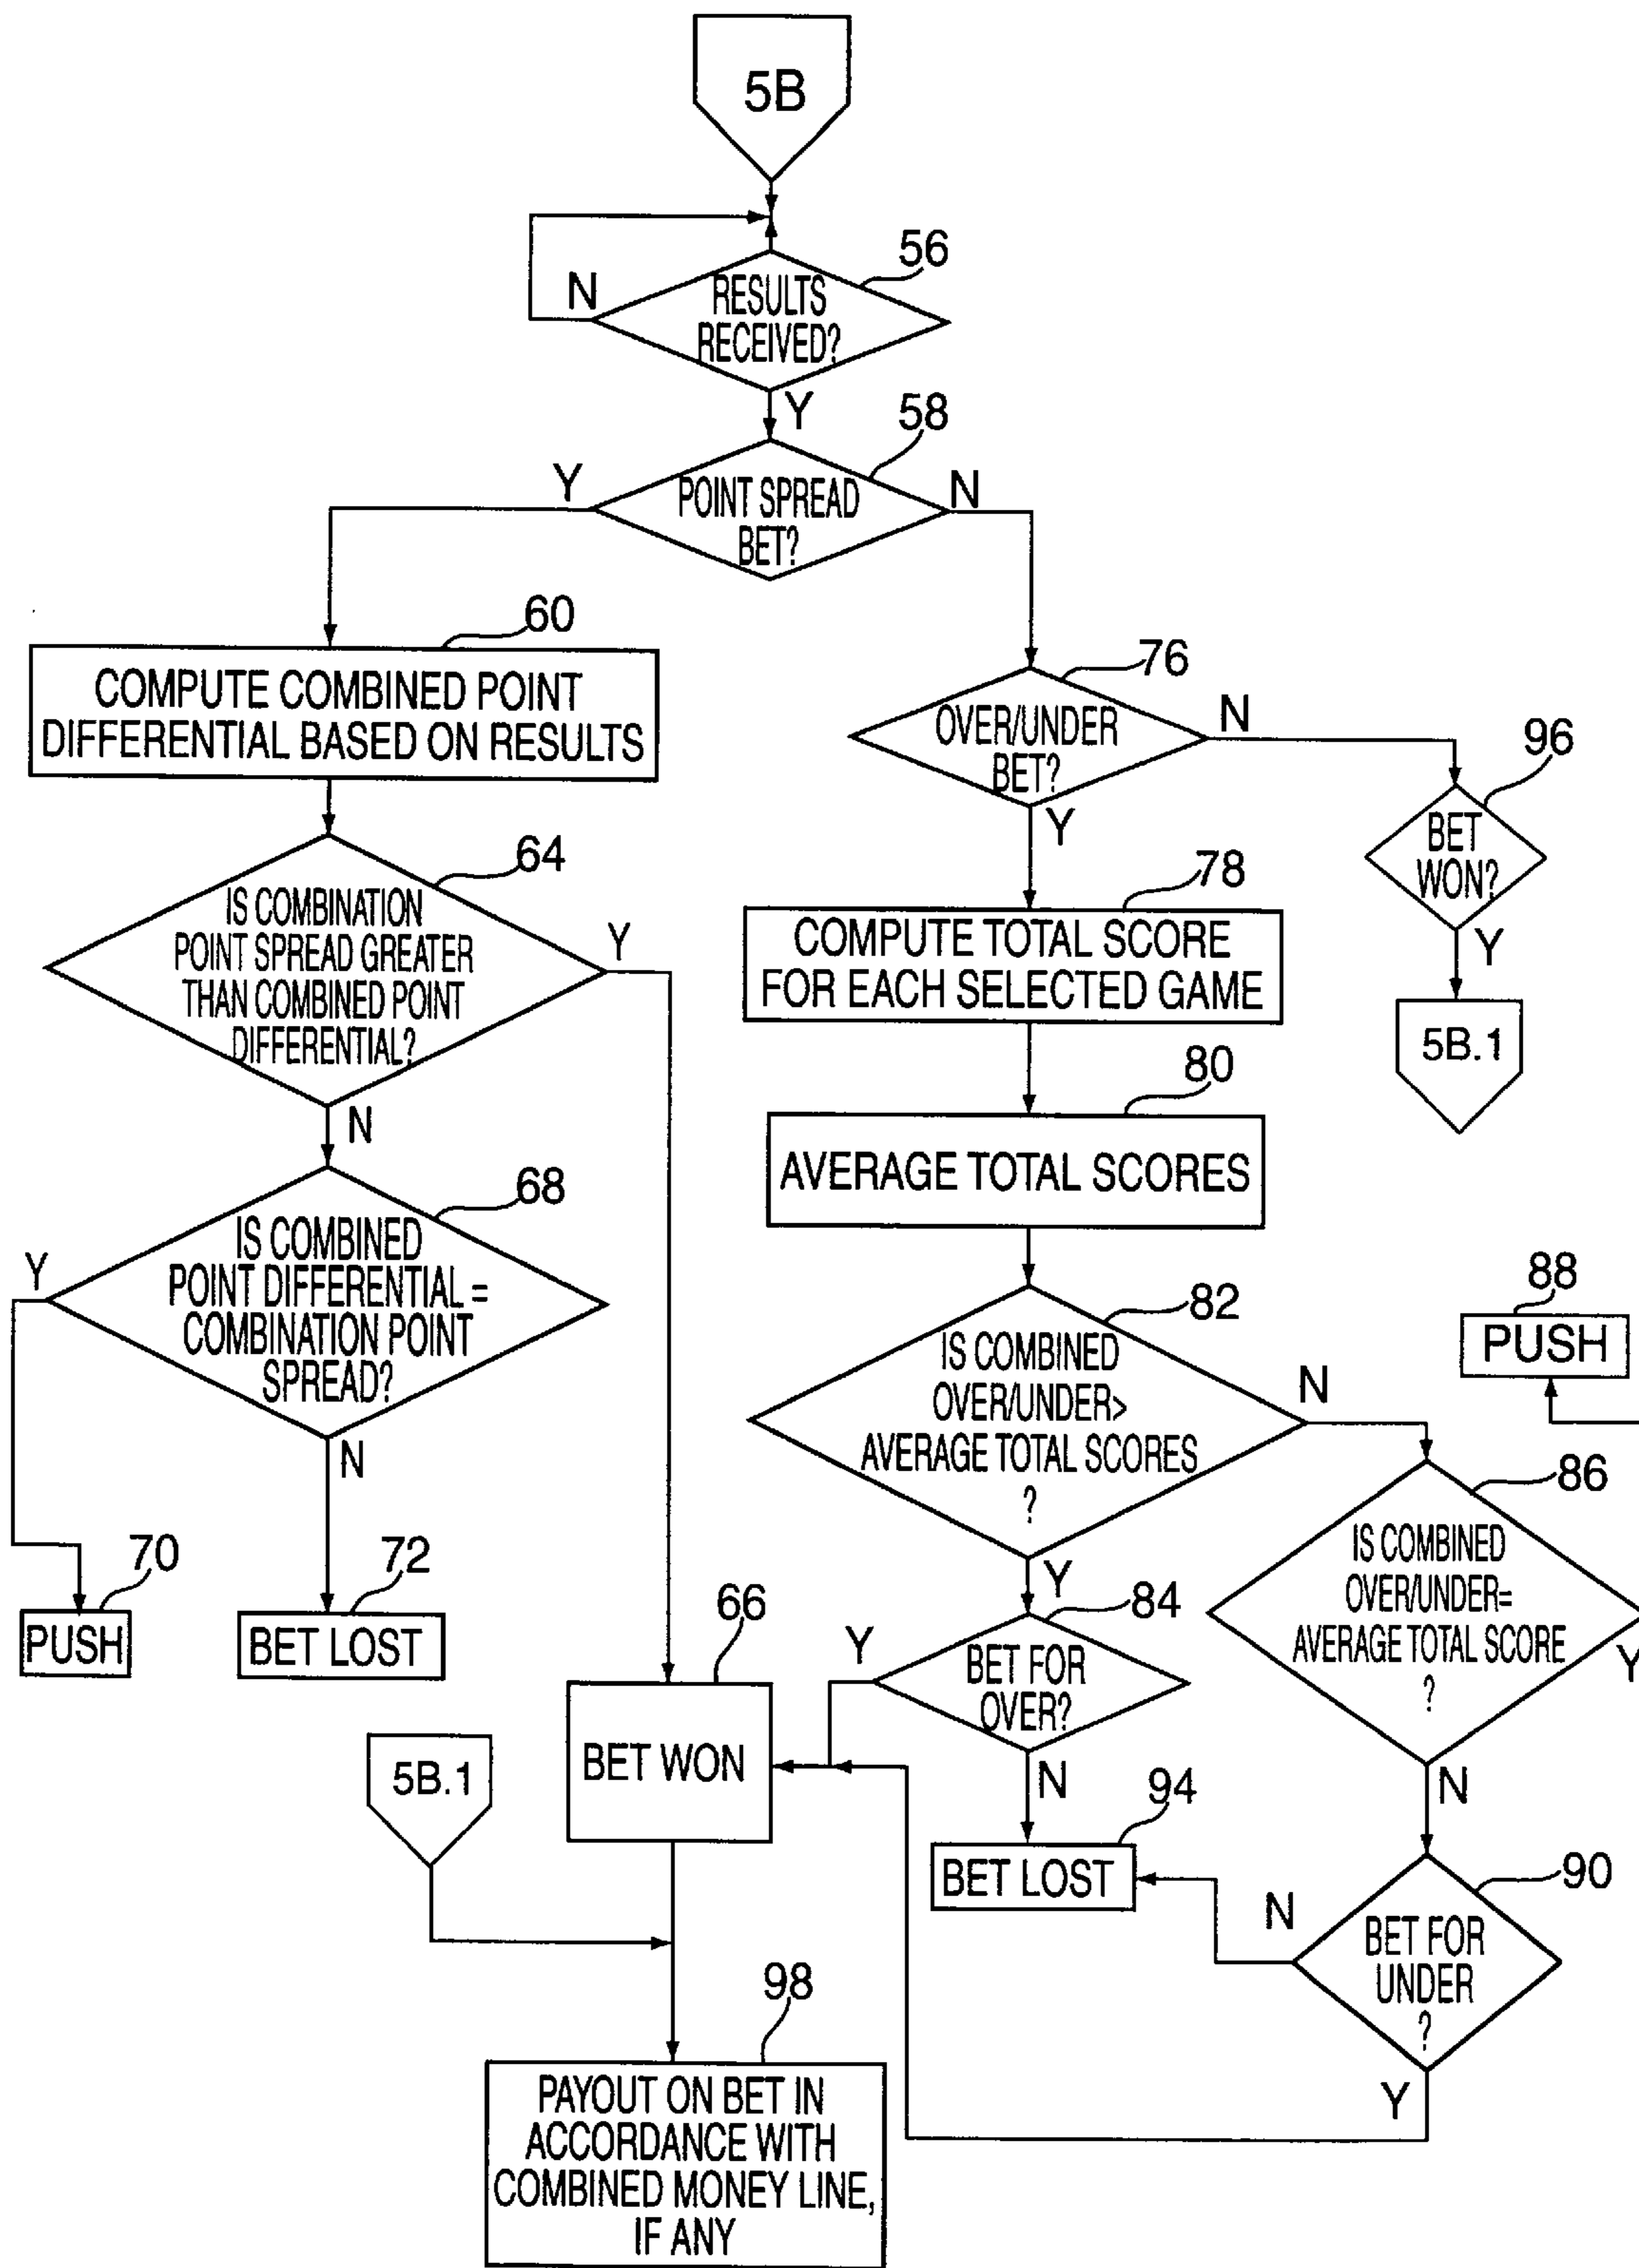 5B
56
N
RESULTS
RECEIVED?
Y
58
Y
N
POINT SPREAD
BET?
60
COMPUTE COMBINED POINT
DIFFERENTIAL BASED ON RESULTS
76
N
OVER/UNDER
BET?
Y
96
BET
WON?
Y
5B.1
64
IS COMBINATION
POINT SPREAD GREATER
THAN COMBINED POINT
DIFFERENTIAL?
Y
N
78
COMPUTE TOTAL SCORE
FOR EACH SELECTED GAME
80
AVERAGE TOTAL SCORES
68
Y
IS COMBINED
POINT DIFFERENTIAL =
COMBINATION POINT
SPREAD?
N
70
PUSH
72
BET LOST
82
IS COMBINED
OVER/UNDER>
AVERAGE TOTAL SCORES
?
N
Y
88
PUSH
86
IS COMBINED
OVER/UNDER=
AVERAGE TOTAL SCORE
?
Y
N
84
Y
BET FOR
OVER?
N
66
BET WON
5B.1
94
BET LOST
90
N
BET FOR
UNDER
?
Y
98
PAYOUT ON BET IN
ACCORDANCE WITH
COMBINED MONEY LINE,
IF ANY